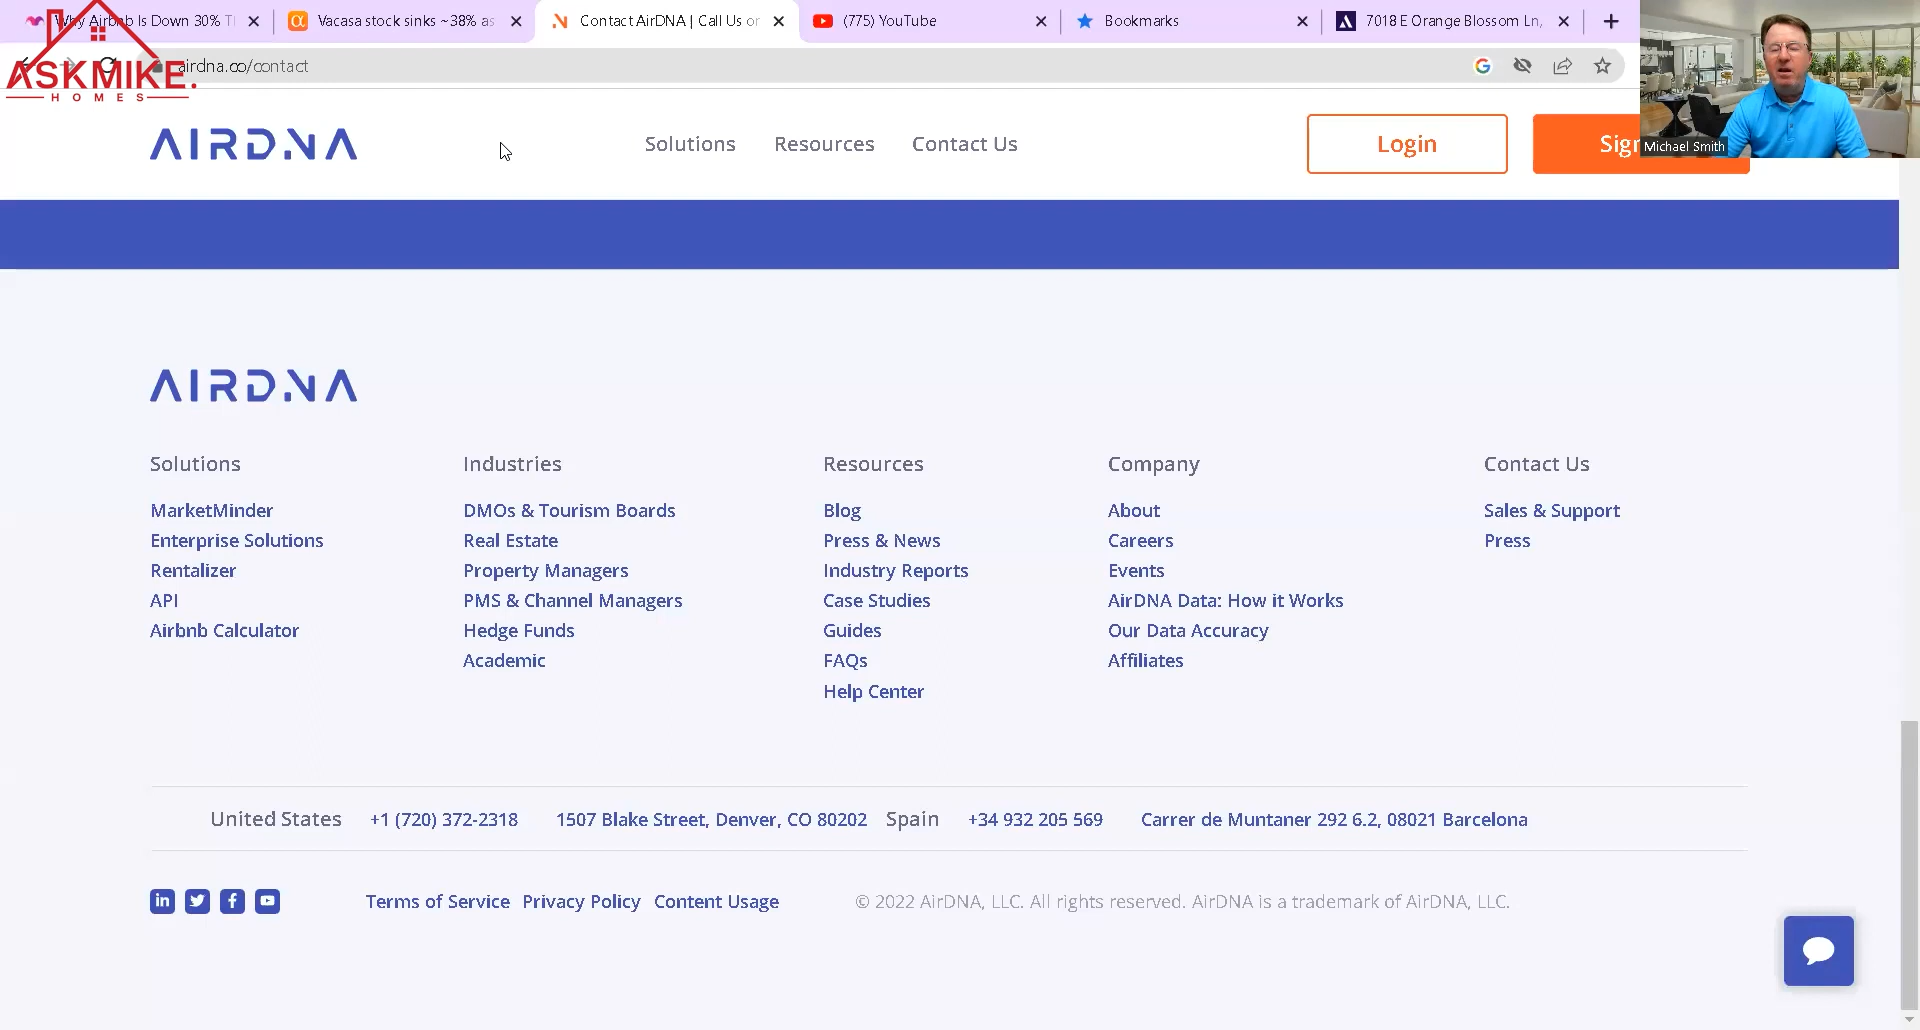 Why Airbnb Is Down 30% Th
Vacasa stock sinks ~38% as
Contact AirDNA | Call Us or
(775) YouTube
Bookmarks
7018 E Orange Blossom Ln,
ASKMIKE.
HOMES
airdna.co/contact
AIRDNA
Solutions
Resources
Contact Us
Login
Sign
Michael Smith
AIRDNA
Solutions
MarketMinder
Enterprise Solutions
Rentalizer
API
Airbnb Calculator
Industries
DMOs & Tourism Boards
Real Estate
Property Managers
PMS & Channel Managers
Hedge Funds
Academic
Resources
Blog
Press & News
Industry Reports
Case Studies
Guides
FAQs
Help Center
Company
About
Careers
Events
AirDNA Data: How it Works
Our Data Accuracy
Affiliates
Contact Us
Sales & Support
Press
United States +1 (720) 372-2318 1507 Blake Street, Denver, CO 80202 Spain +34 932 205 569 Carrer de Muntaner 292 6.2, 08021 Barcelona
Terms of Service Privacy Policy Content Usage © 2022 AirDNA, LLC. All rights reserved. AirDNA is a trademark of AirDNA, LLC.